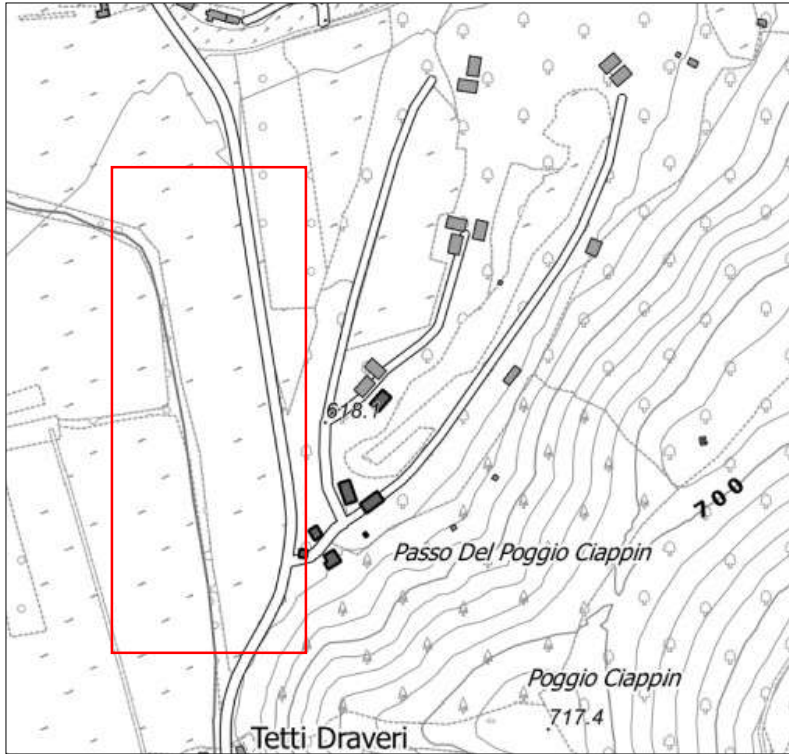 618.1
700
Passo Del Poggio Ciappin
Poggio Ciappin
717.4
Tetti Draveri